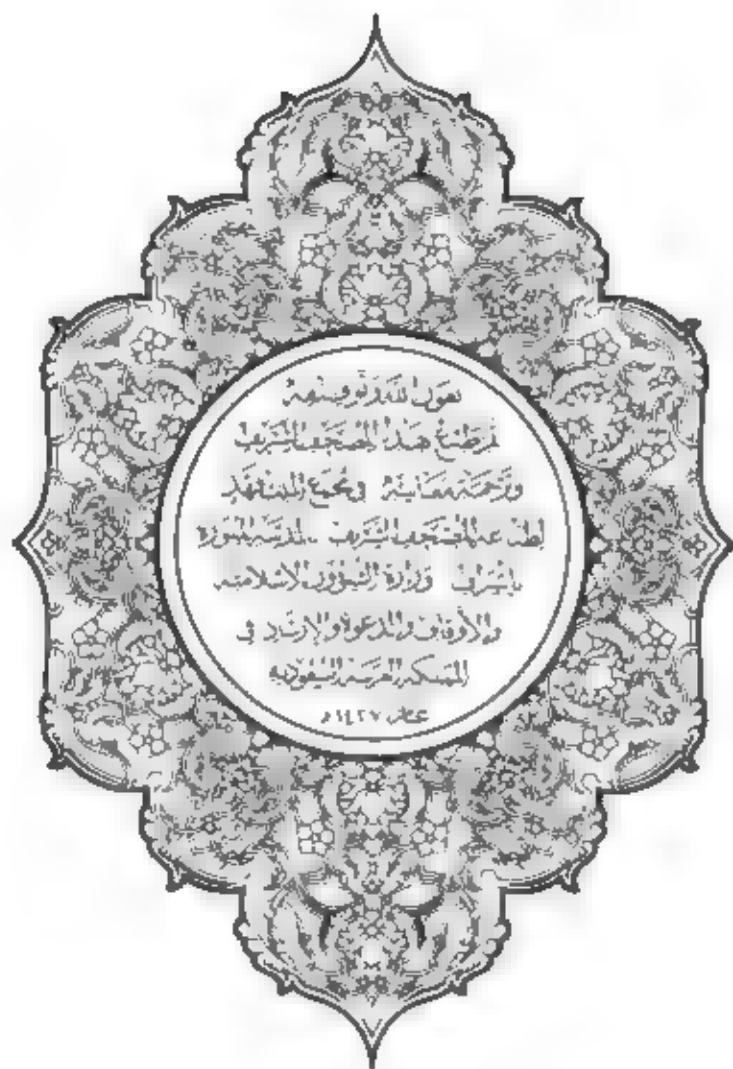 بعون الله وتوفيقه
تم طبع هذا المصحف الشريف
وترجمة معانيه في مجمع الملك فهد
لطباعة المصحف الشريف بالمدينة المنورة
بإشراف وزارة الشؤون الإسلامية
والأوقاف والدعوة والإرشاد في
المملكة العربية السعودية
عام ١٤٢٧هـ